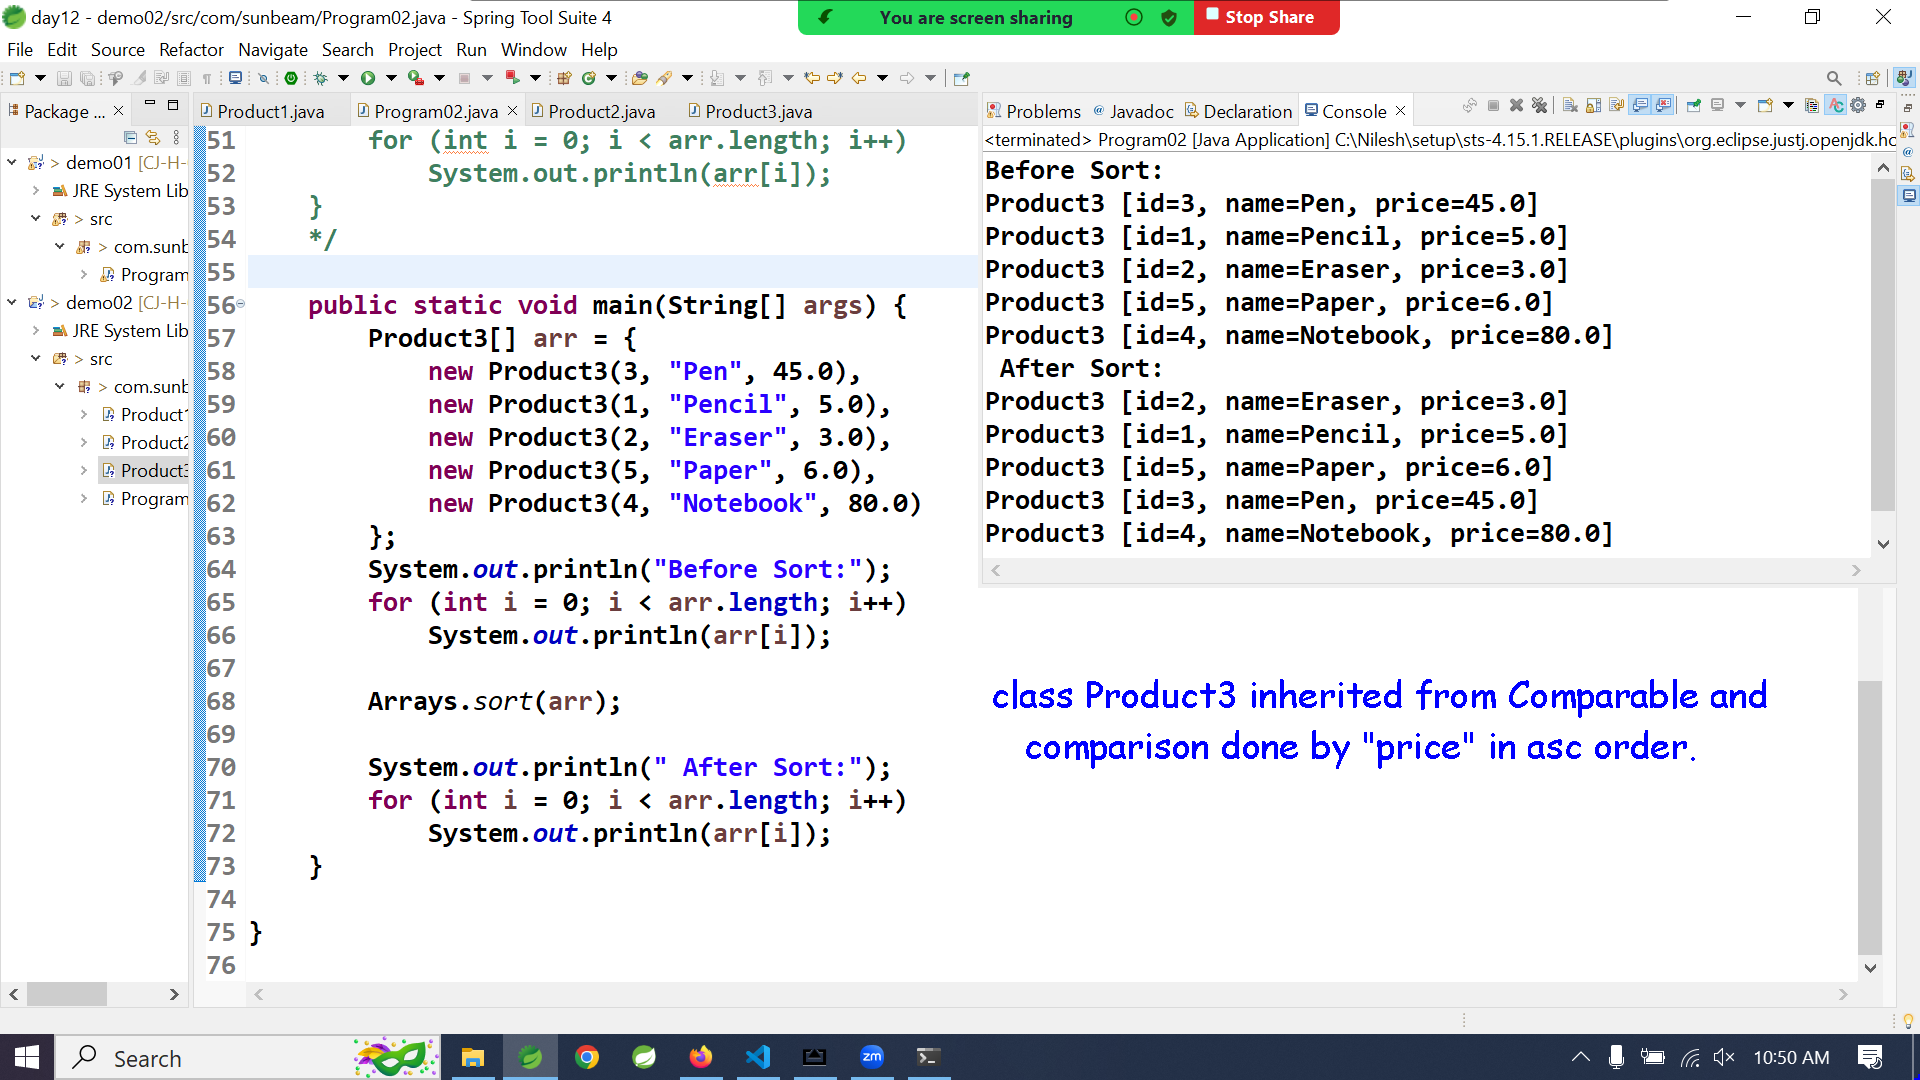 day12 - demo02/src/com/sunbeam/Program02.java - Spring Tool Suite 4
You are screen sharing
Stop Share
File Edit Source Refactor Navigate Search Project Run Window Help
Package ...
Product1.java
Program02.java
Product2.java
Product3.java
Problems
Javadoc
Declaration
Console
> demo01 [CJ-H-
JRE System Lib
> src
> com.sunb
Program
> demo02 [CJ-H-
JRE System Lib
> src
> com.sunb
Product1
Product2
Product3
Program
51 for (int i = 0; i < arr.length; i++)
52 System.out.println(arr[i]);
53 }
54 */
55
56 public static void main(String[] args) {
57 Product3[] arr = {
58 new Product3(3, "Pen", 45.0),
59 new Product3(1, "Pencil", 5.0),
60 new Product3(2, "Eraser", 3.0),
61 new Product3(5, "Paper", 6.0),
62 new Product3(4, "Notebook", 80.0)
63 };
64 System.out.println("Before Sort:");
65 for (int i = 0; i < arr.length; i++)
66 System.out.println(arr[i]);
67
68 Arrays.sort(arr);
69
70 System.out.println(" After Sort:");
71 for (int i = 0; i < arr.length; i++)
72 System.out.println(arr[i]);
73 }
74
75 }
76
<terminated> Program02 [Java Application] C:\Nilesh\setup\sts-4.15.1.RELEASE\plugins\org.eclipse.justj.openjdk.ho
Before Sort:
Product3 [id=3, name=Pen, price=45.0]
Product3 [id=1, name=Pencil, price=5.0]
Product3 [id=2, name=Eraser, price=3.0]
Product3 [id=5, name=Paper, price=6.0]
Product3 [id=4, name=Notebook, price=80.0]
After Sort:
Product3 [id=2, name=Eraser, price=3.0]
Product3 [id=1, name=Pencil, price=5.0]
Product3 [id=5, name=Paper, price=6.0]
Product3 [id=3, name=Pen, price=45.0]
Product3 [id=4, name=Notebook, price=80.0]
class Product3 inherited from Comparable and
comparison done by "price" in asc order.
Search
zm
10:50 AM